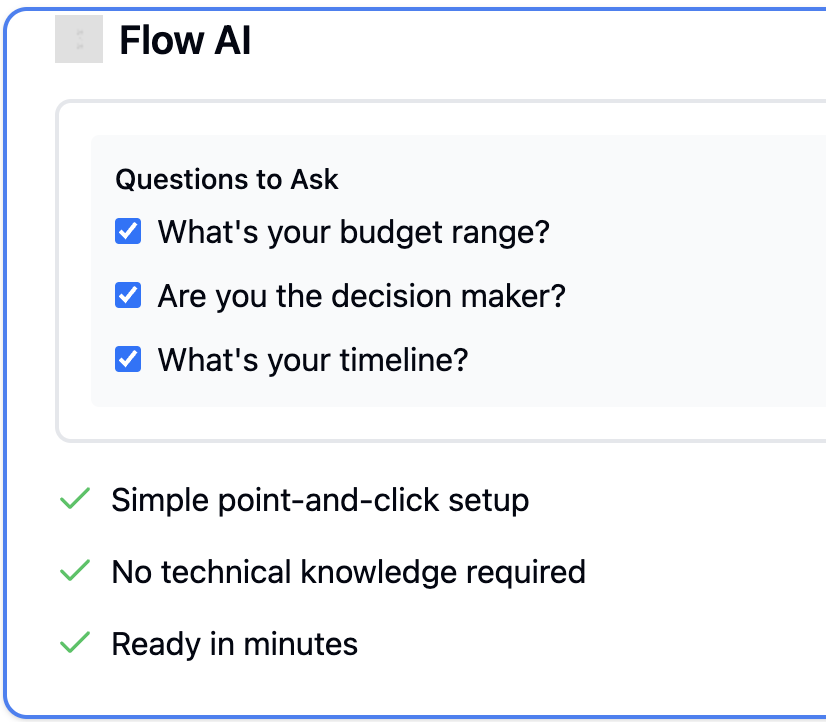 Flow AI
Questions to Ask
What's your budget range?
Are you the decision maker?
What's your timeline?
Simple point-and-click setup
No technical knowledge required
Ready in minutes